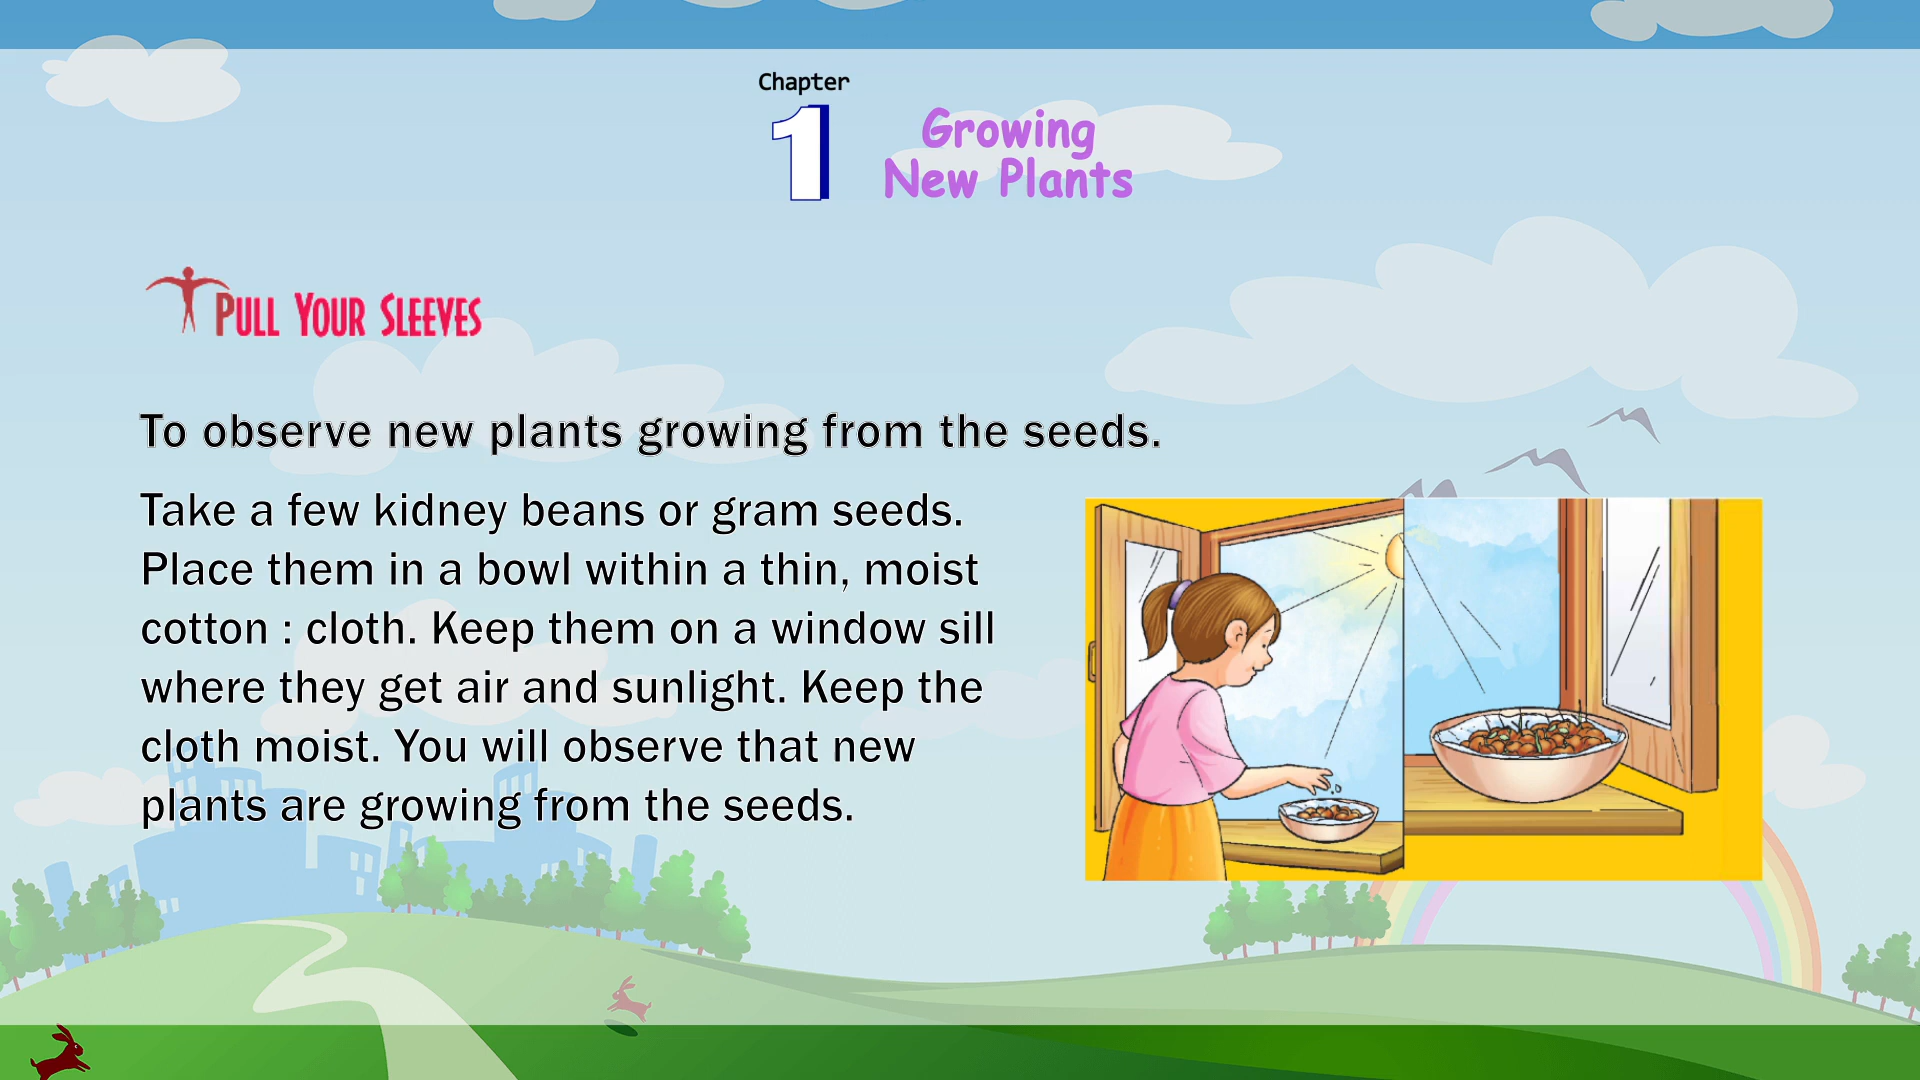 Chapter
1
Growing
New Plants
PULL YOUR SLEEVES
To observe new plants growing from the seeds.
Take a few kidney beans or gram seeds.
Place them in a bowl within a thin, moist
cotton : cloth. Keep them on a window sill
where they get air and sunlight. Keep the
cloth moist. You will observe that new
plants are growing from the seeds.